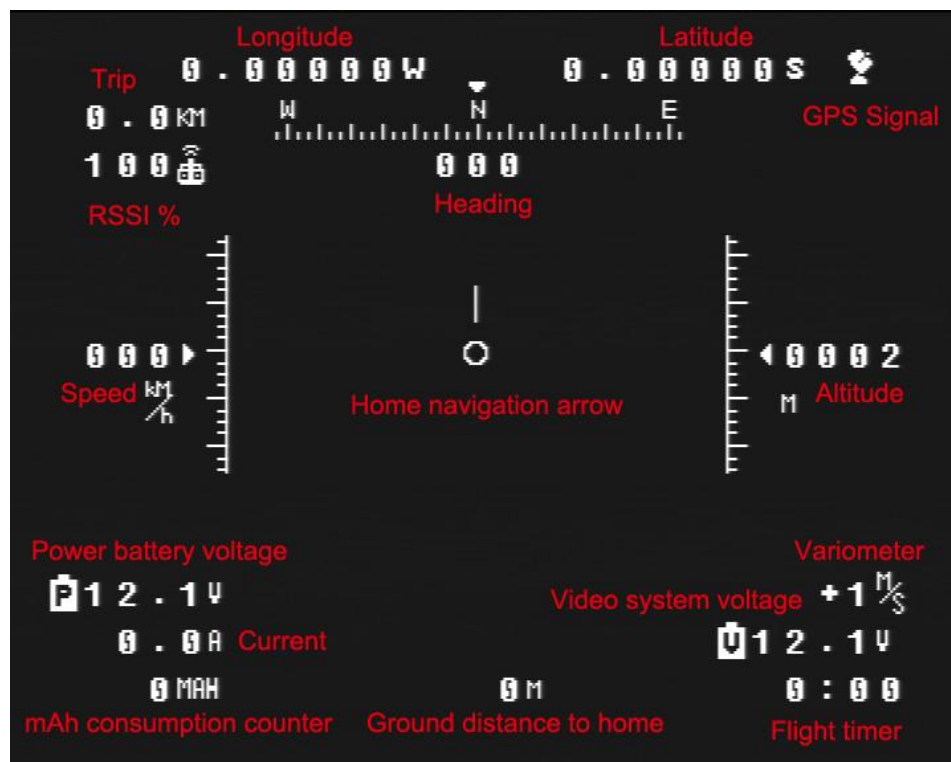 Longitude
Latitude
0.00000W
0.00000S
Trip
0.0KM
W N E
GPS Signal
100
000
RSSI %
Heading
000
0002
Speed KM/h
Home navigation arrow
M Altitude
Power battery voltage
Variometer
P12.1V
Video system voltage +1 M/S
0.0A Current
V12.1V
0MAH
0M
0:00
mAh consumption counter
Ground distance to home
Flight timer